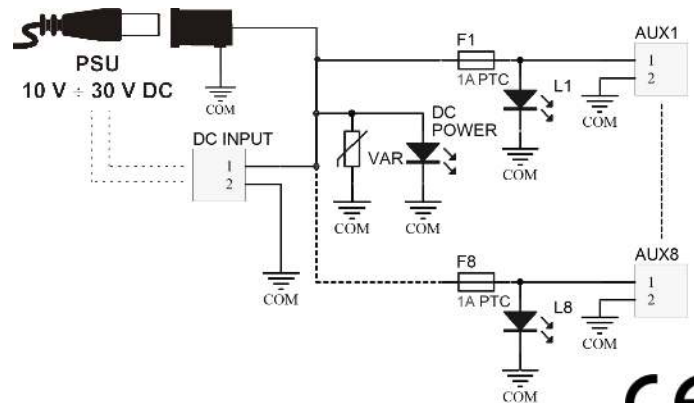 PSU
10 V ÷ 30 V DC
COM
DC INPUT
1
2
COM
VAR
COM
DC
POWER
COM
F1
1A PTC
L1
COM
AUX1
1
2
COM
F8
1A PTC
L8
COM
AUX8
1
2
COM
CE